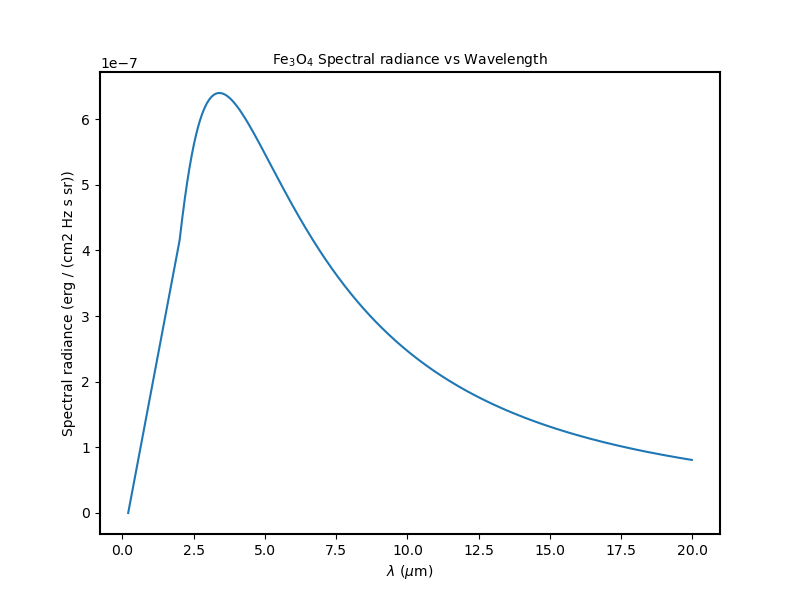 Fe₃O₄ Spectral radiance vs Wavelength
1e−7
6
5
4
3
2
1
0
Spectral radiance (erg / (cm2 Hz s sr))
0.0 2.5 5.0 7.5 10.0 12.5 15.0 17.5 20.0
λ (μm)